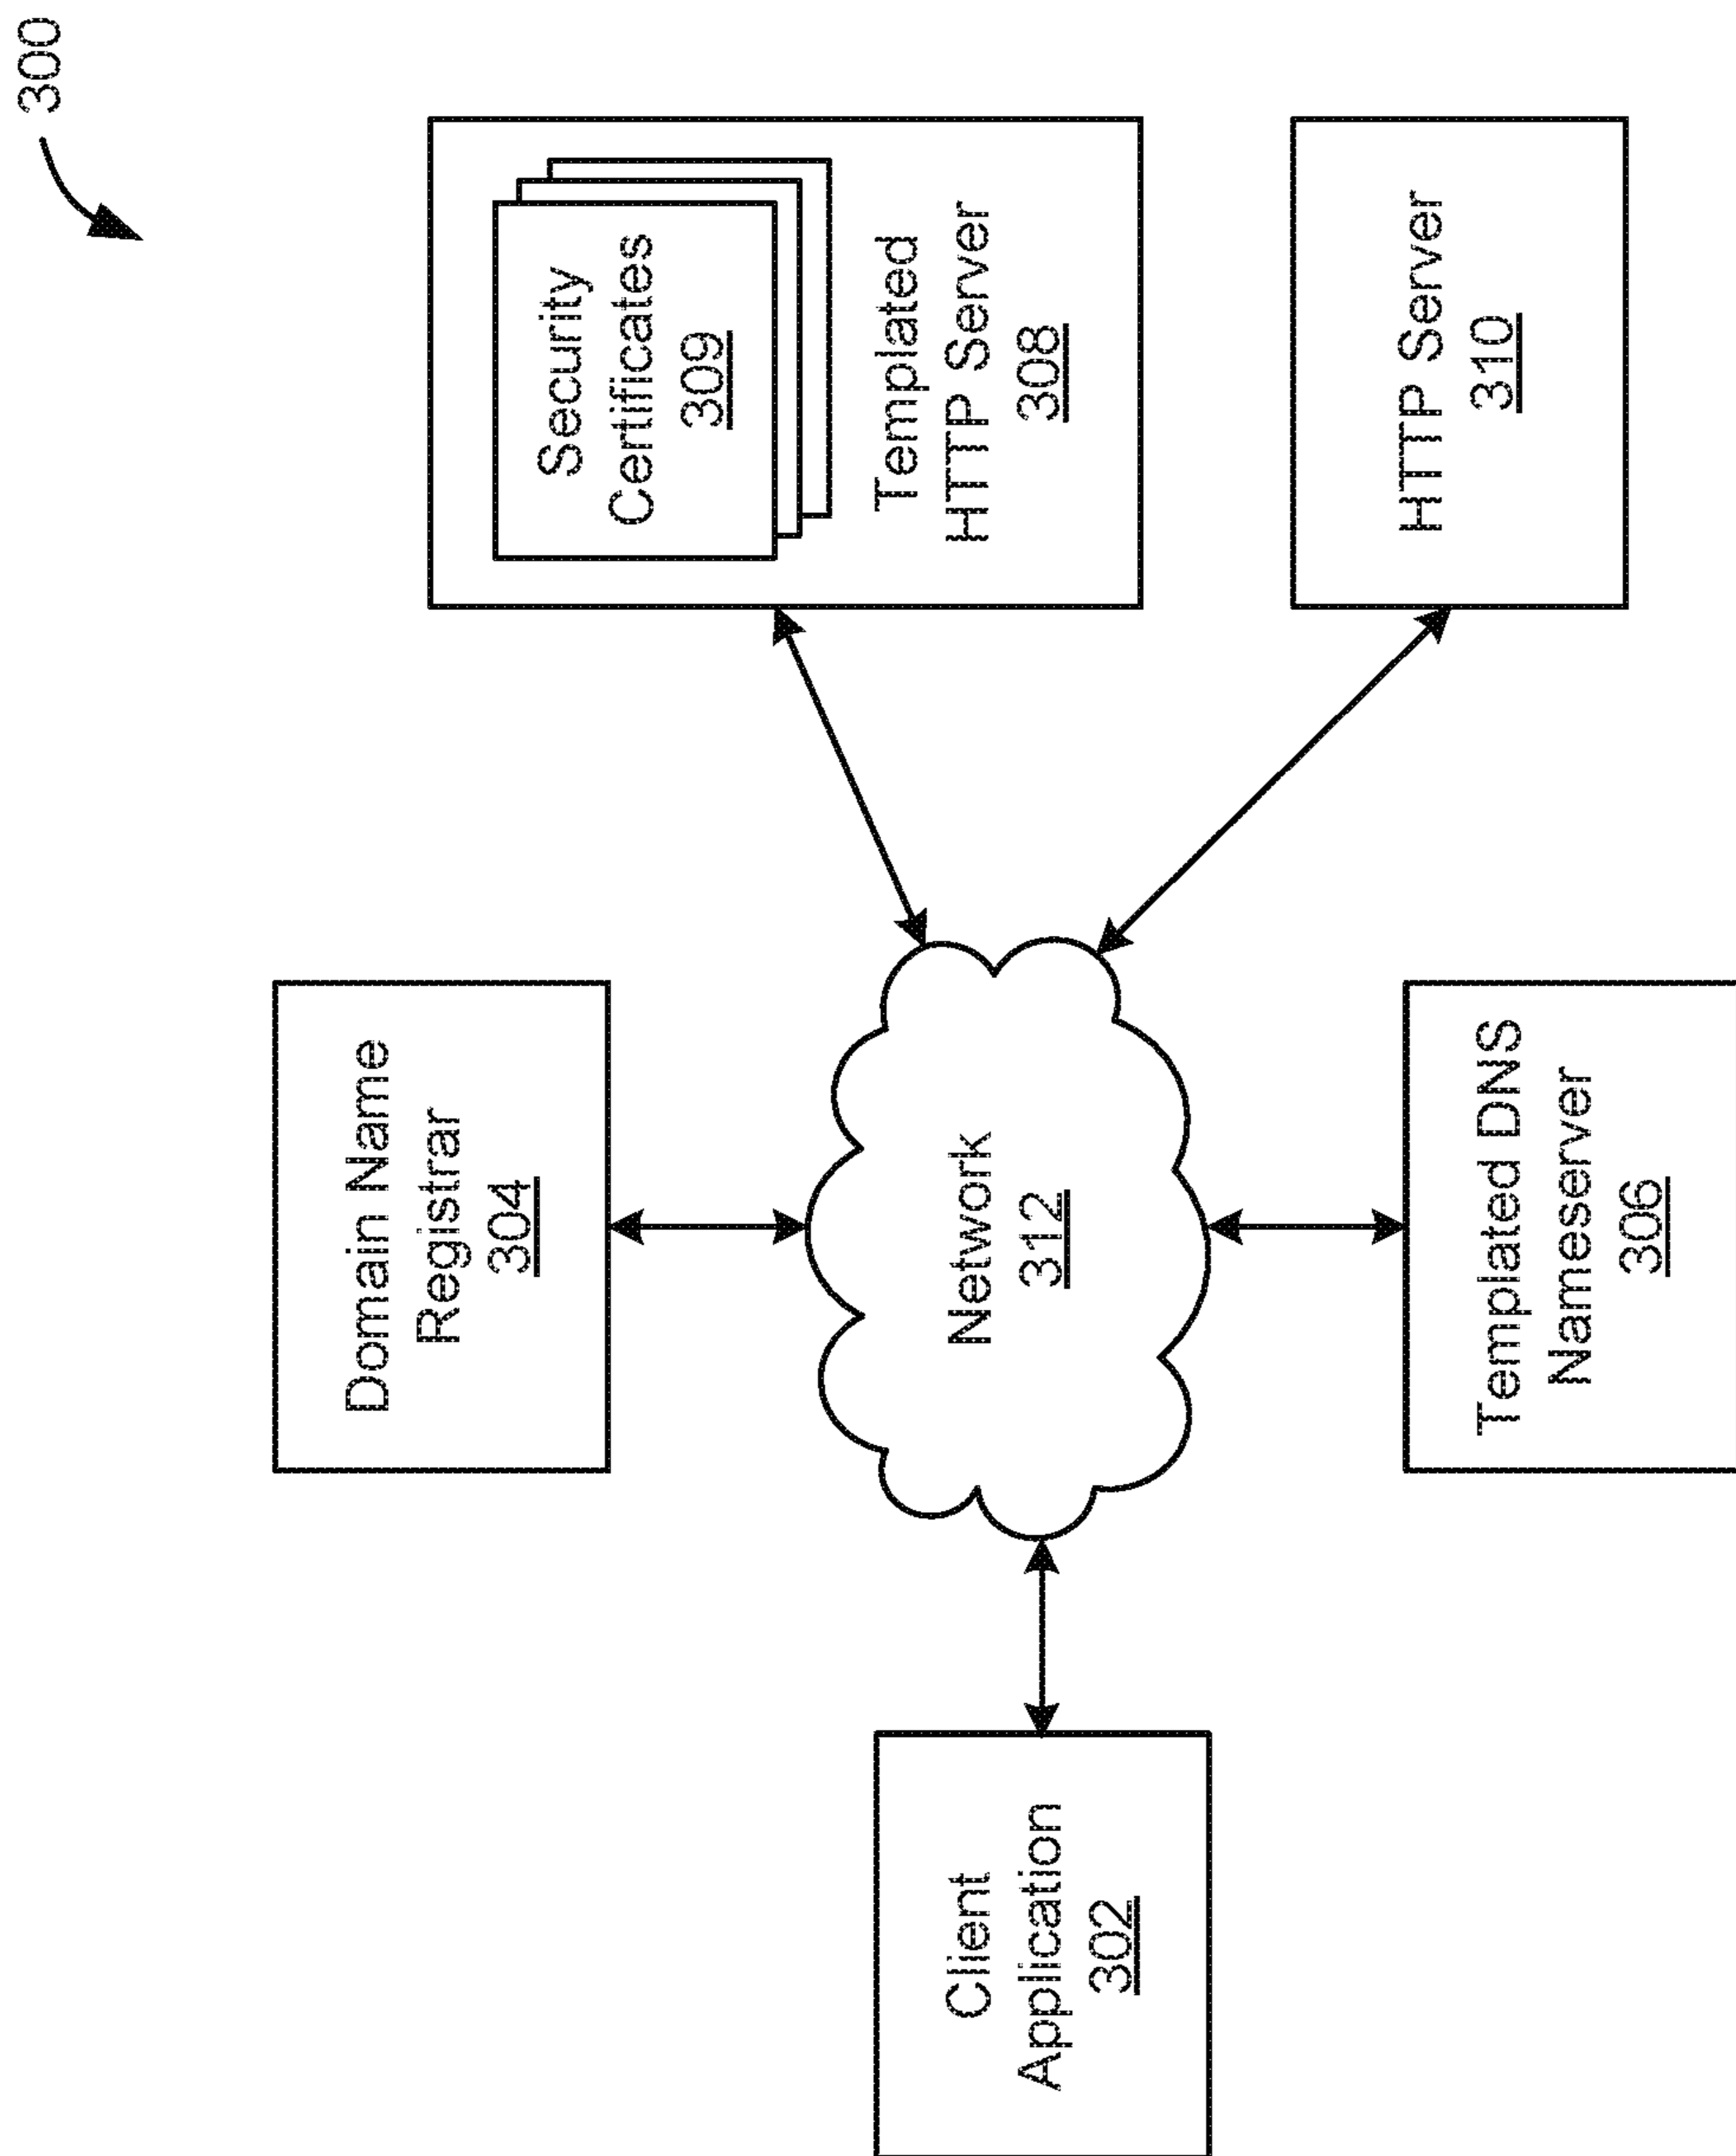 300
Domain Name
Registrar
304
Security
Certificates
309
Templated
HTTP Server
308
Client
Application
302
Network
312
Templated DNS
Nameserver
306
HTTP Server
310